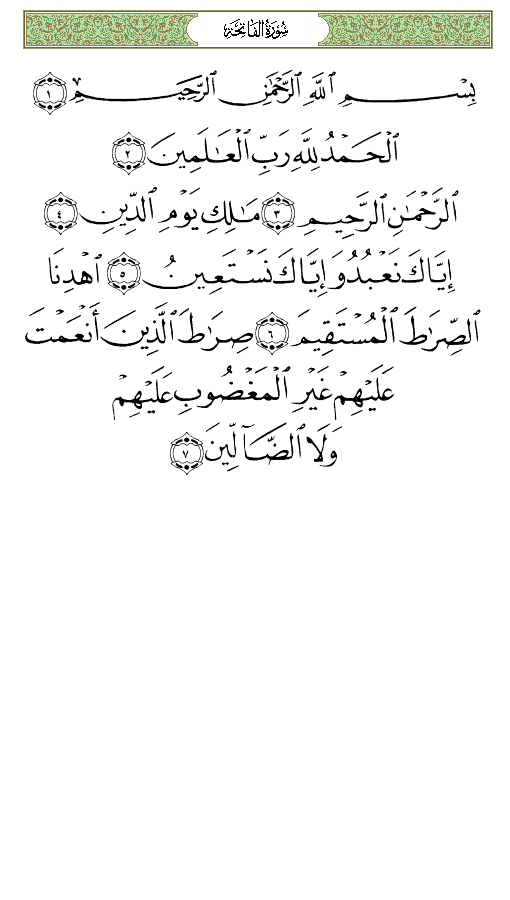 سُورَةُ الفَاتِحَة
بِسْمِ ٱللَّهِ ٱلرَّحْمَٰنِ ٱلرَّحِيمِ ١
ٱلْحَمْدُ لِلَّهِ رَبِّ ٱلْعَٰلَمِينَ ٢
ٱلرَّحْمَٰنِ ٱلرَّحِيمِ ٣ مَٰلِكِ يَوْمِ ٱلدِّينِ ٤
إِيَّاكَ نَعْبُدُ وَإِيَّاكَ نَسْتَعِينُ ٥ ٱهْدِنَا
ٱلصِّرَٰطَ ٱلْمُسْتَقِيمَ ٦ صِرَٰطَ ٱلَّذِينَ أَنْعَمْتَ
عَلَيْهِمْ غَيْرِ ٱلْمَغْضُوبِ عَلَيْهِمْ
وَلَا ٱلضَّآلِّينَ ٧